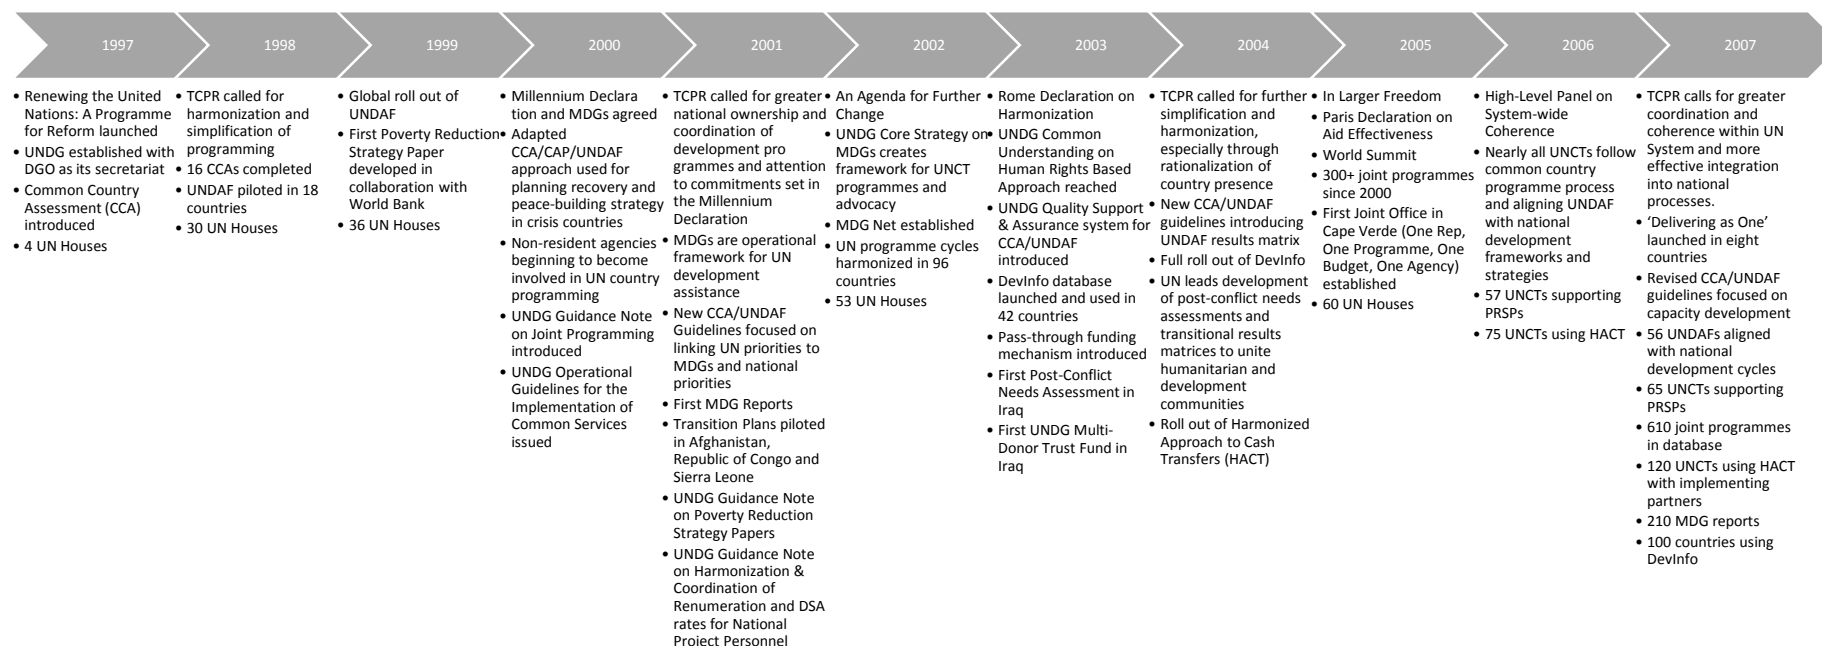 1997
1998
1999
2000
2001
2002
2003
2004
2005
2006
2007
• Renewing the United
Nations: A Programme
for Reform launched
• UNDG established with
DGO as its secretariat
• Common Country
Assessment (CCA)
introduced
• 4 UN Houses
• TCPR called for
harmonization and
simplification of
programming
• 16 CCAs completed
• UNDAF piloted in 18
countries
• 30 UN Houses
• Global roll out of
UNDAF
• First Poverty Reduction
Strategy Paper
developed in
collaboration with
World Bank
• 36 UN Houses
• Millennium Declara
tion and MDGs agreed
• Adapted
CCA/CAP/UNDAF
approach used for
planning recovery and
peace-building strategy
in crisis countries
• Non-resident agencies
beginning to become
involved in UN country
programming
• UNDG Guidance Note
on Joint Programming
introduced
• UNDG Operational
Guidelines for the
Implementation of
Common Services
issued
• TCPR called for greater
national ownership and
coordination of
development pro
grammes and attention
to commitments set in
the Millennium
Declaration
• MDGs are operational
framework for UN
development
assistance
• New CCA/UNDAF
Guidelines focused on
linking UN priorities to
MDGs and national
priorities
• First MDG Reports
• Transition Plans piloted
in Afghanistan,
Republic of Congo and
Sierra Leone
• UNDG Guidance Note
on Poverty Reduction
Strategy Papers
• UNDG Guidance Note
on Harmonization &
Coordination of
Renumeration and DSA
rates for National
Project Personnel
• An Agenda for Further
Change
• UNDG Core Strategy on
MDGs creates
framework for UNCT
programmes and
advocacy
• MDG Net established
• UN programme cycles
harmonized in 96
countries
• 53 UN Houses
• Rome Declaration on
Harmonization
• UNDG Common
Understanding on
Human Rights Based
Approach reached
• UNDG Quality Support
& Assurance system for
CCA/UNDAF
introduced
• DevInfo database
launched and used in
42 countries
• Pass-through funding
mechanism introduced
• First Post-Conflict
Needs Assessment in
Iraq
• First UNDG Multi-
Donor Trust Fund in
Iraq
• TCPR called for further
simplification and
harmonization,
especially through
rationalization of
country presence
• New CCA/UNDAF
guidelines introducing
UNDAF results matrix
• Full roll out of DevInfo
• UN leads development
of post-conflict needs
assessments and
transitional results
matrices to unite
humanitarian and
development
communities
• Roll out of Harmonized
Approach to Cash
Transfers (HACT)
• In Larger Freedom
• Paris Declaration on
Aid Effectiveness
• World Summit
• 300+ joint programmes
since 2000
• First Joint Office in
Cape Verde (One Rep,
One Programme, One
Budget, One Agency)
established
• 60 UN Houses
• High-Level Panel on
System-wide
Coherence
• Nearly all UNCTs follow
common country
programme process
and aligning UNDAF
with national
development
frameworks and
strategies
• 57 UNCTs supporting
PRSPs
• 75 UNCTs using HACT
• TCPR calls for greater
coordination and
coherence within UN
System and more
effective integration
into national
processes.
• ‘Delivering as One’
launched in eight
countries
• Revised CCA/UNDAF
guidelines focused on
capacity development
• 56 UNDAFs aligned
with national
development cycles
• 65 UNCTs supporting
PRSPs
• 610 joint programmes
in database
• 120 UNCTs using HACT
with implementing
partners
• 210 MDG reports
• 100 countries using
DevInfo